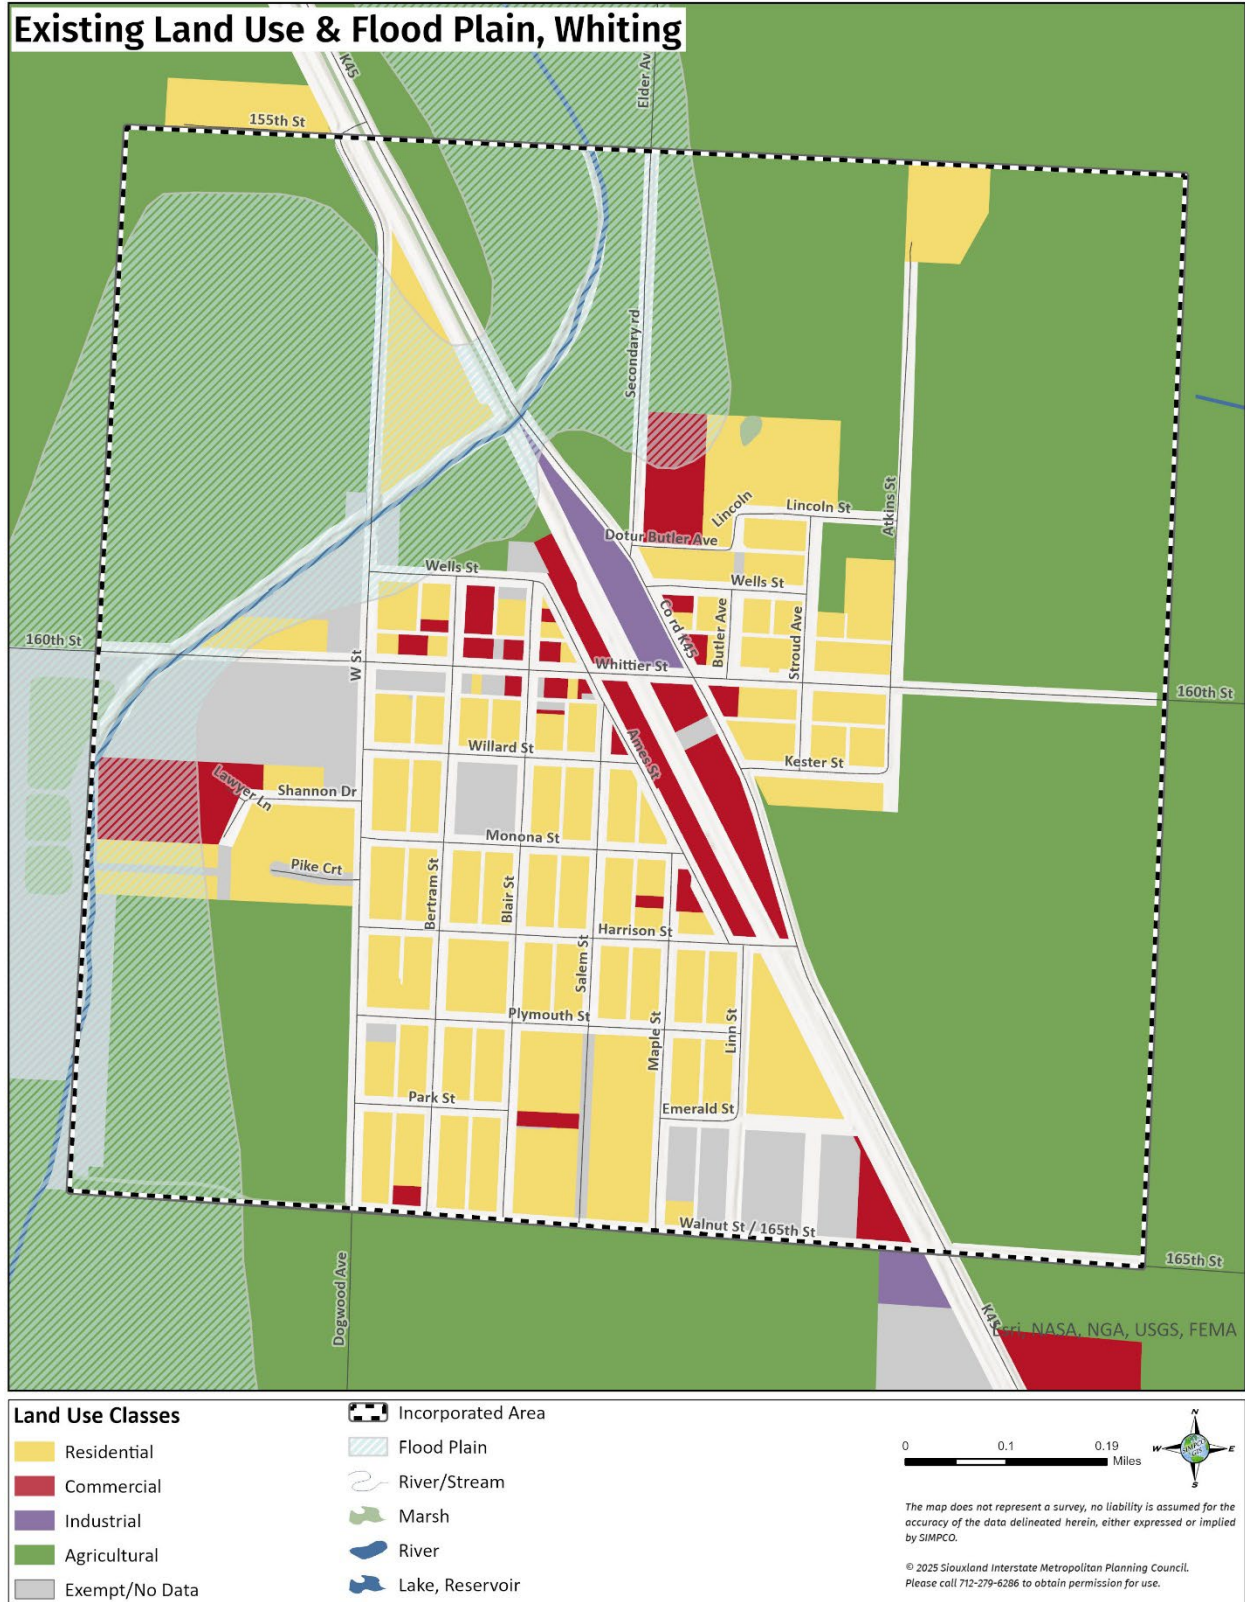 Existing Land Use & Flood Plain, Whiting
K45
Elder Av
155th St
Secondary rd
Atkins St
Lincoln
Lincoln St
Dotur Butler Ave
Wells St
Wells St
Co rd K45
Butler Ave
Stroud Ave
160th St
W St
Whittier St
160th St
Willard St
Ames St
Kester St
Lawyer Ln
Shannon Dr
Monona St
Pike Crt
Bertram St
Blair St
Harrison St
Salem St
Plymouth St
Maple St
Linn St
Park St
Emerald St
Walnut St / 165th St
165th St
Dogwood Ave
K45
Esri, NASA, NGA, USGS, FEMA
Land Use Classes
Residential
Commercial
Industrial
Agricultural
Exempt/No Data
Incorporated Area
Flood Plain
River/Stream
Marsh
River
Lake, Reservoir
0 0.1 0.19
Miles
N
W E
S
SIMPCO
GIS
The map does not represent a survey, no liability is assumed for the
accuracy of the data delineated herein, either expressed or implied
by SIMPCO.
© 2025 Siouxland Interstate Metropolitan Planning Council.
Please call 712-279-6286 to obtain permission for use.